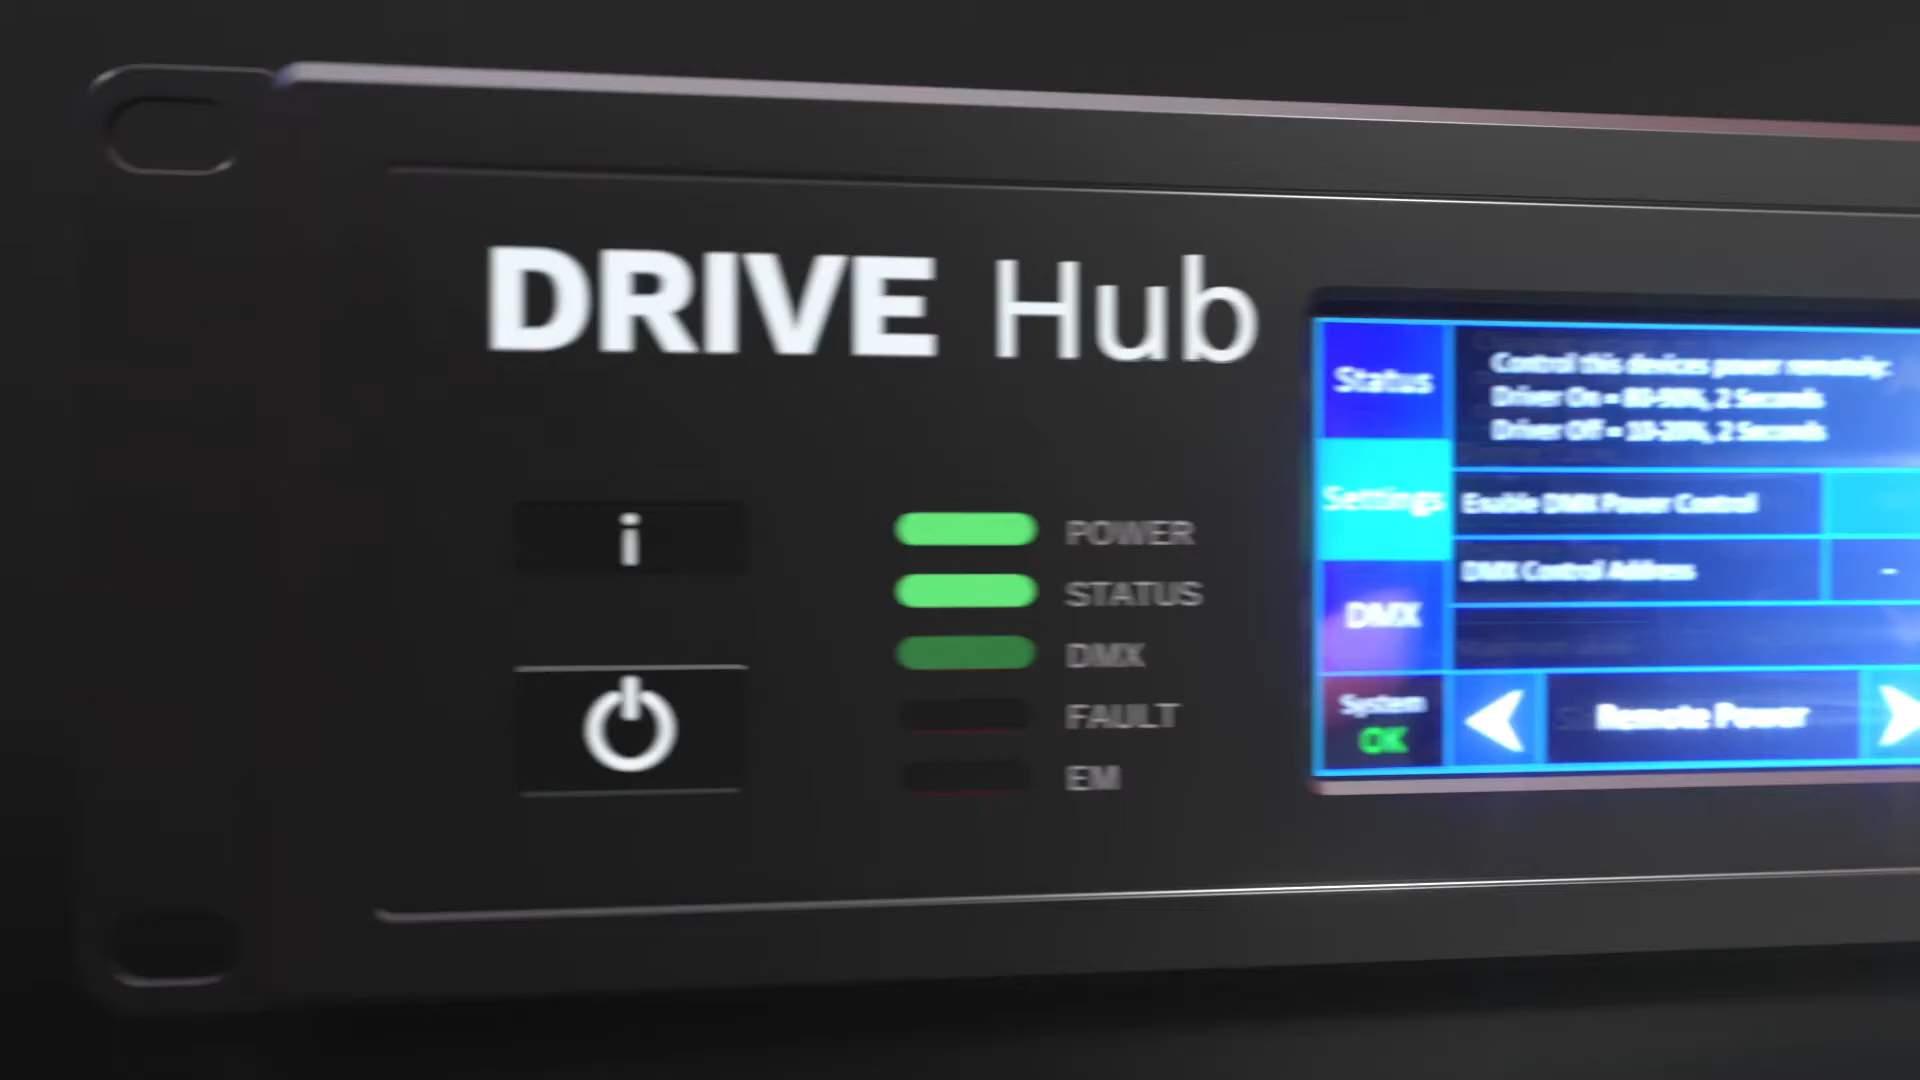 DRIVE Hub
i
POWER
STATUS
DMX
FAULT
EM
Status
Settings
DMX
System
OK
Control this devices power remotely:
Driver On = 80-90%, 2 Seconds
Driver Off = 10-20%, 2 Seconds
Enable DMX Power Control
DMX Control Address
-
Remote Power